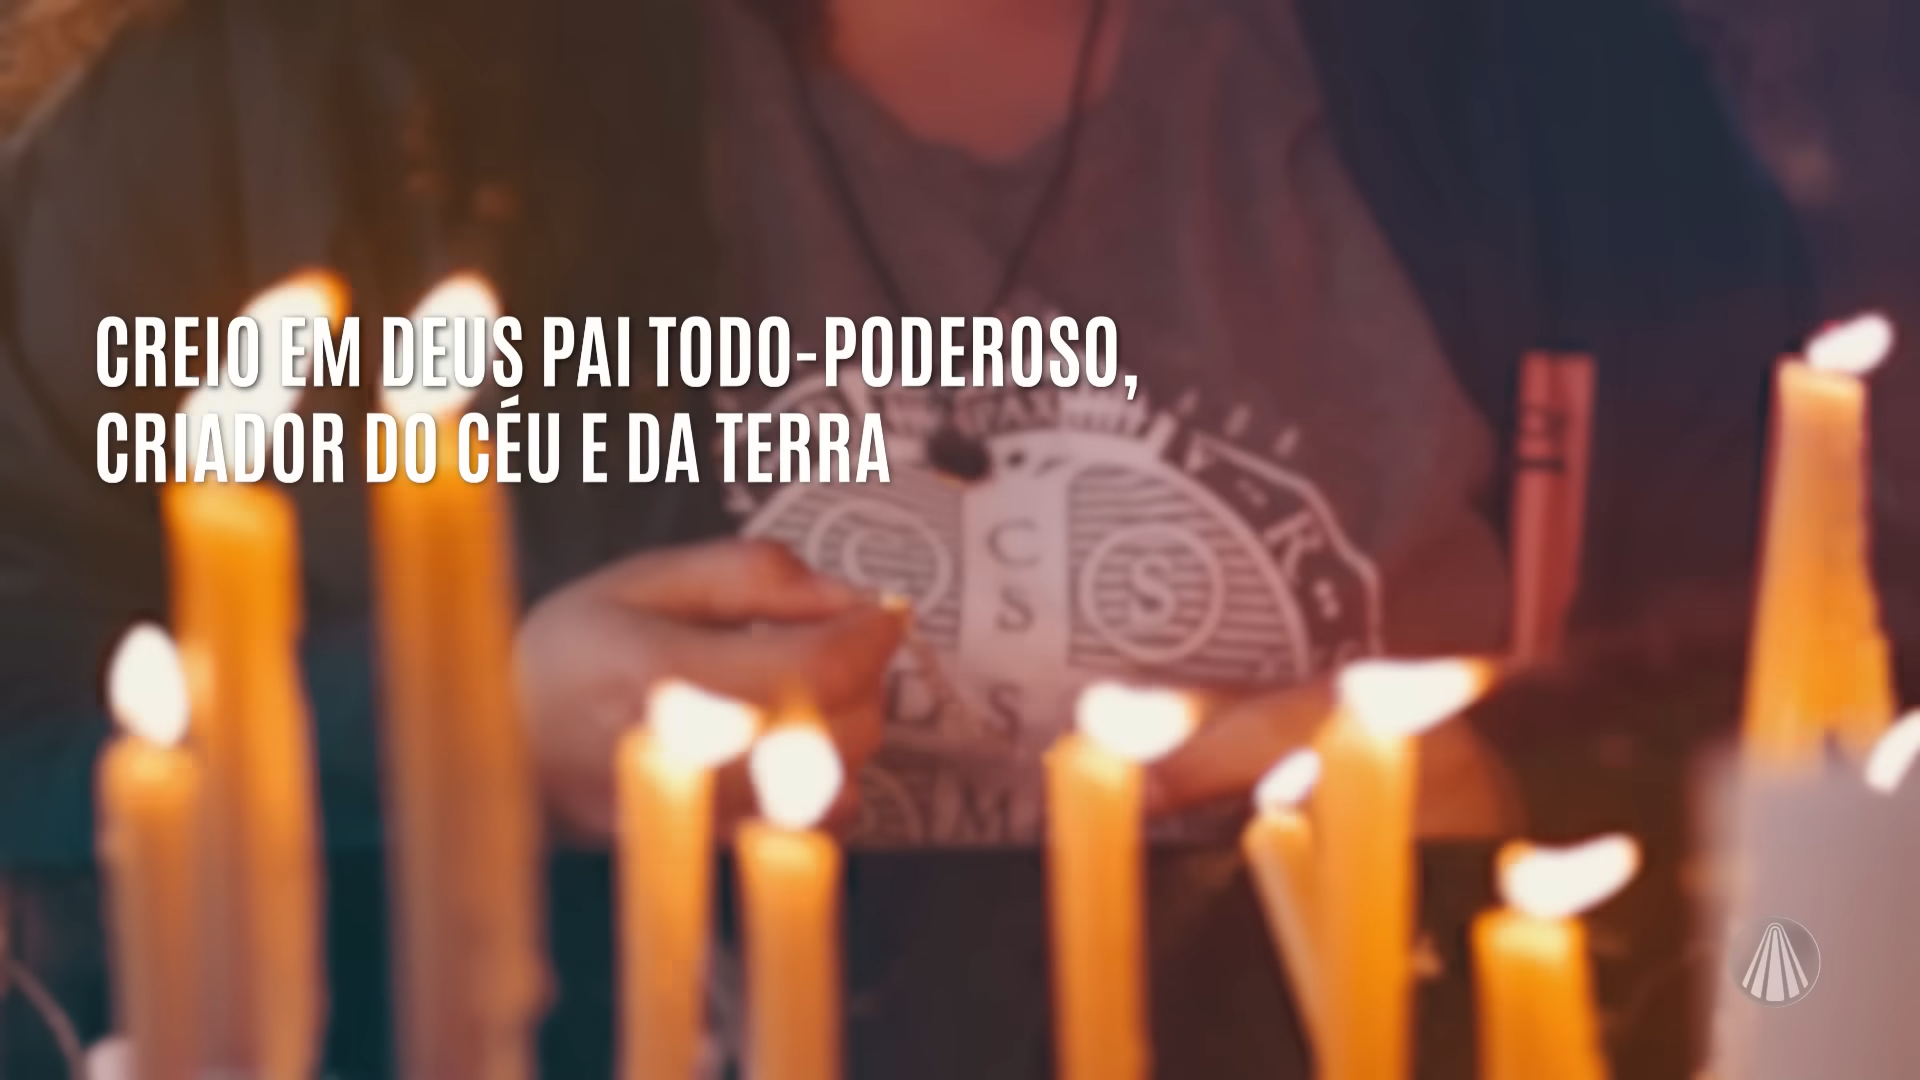 CREIO EM DEUS PAI TODO-PODEROSO,
CRIADOR DO CÉU E DA TERRA
C
S
C
S
S